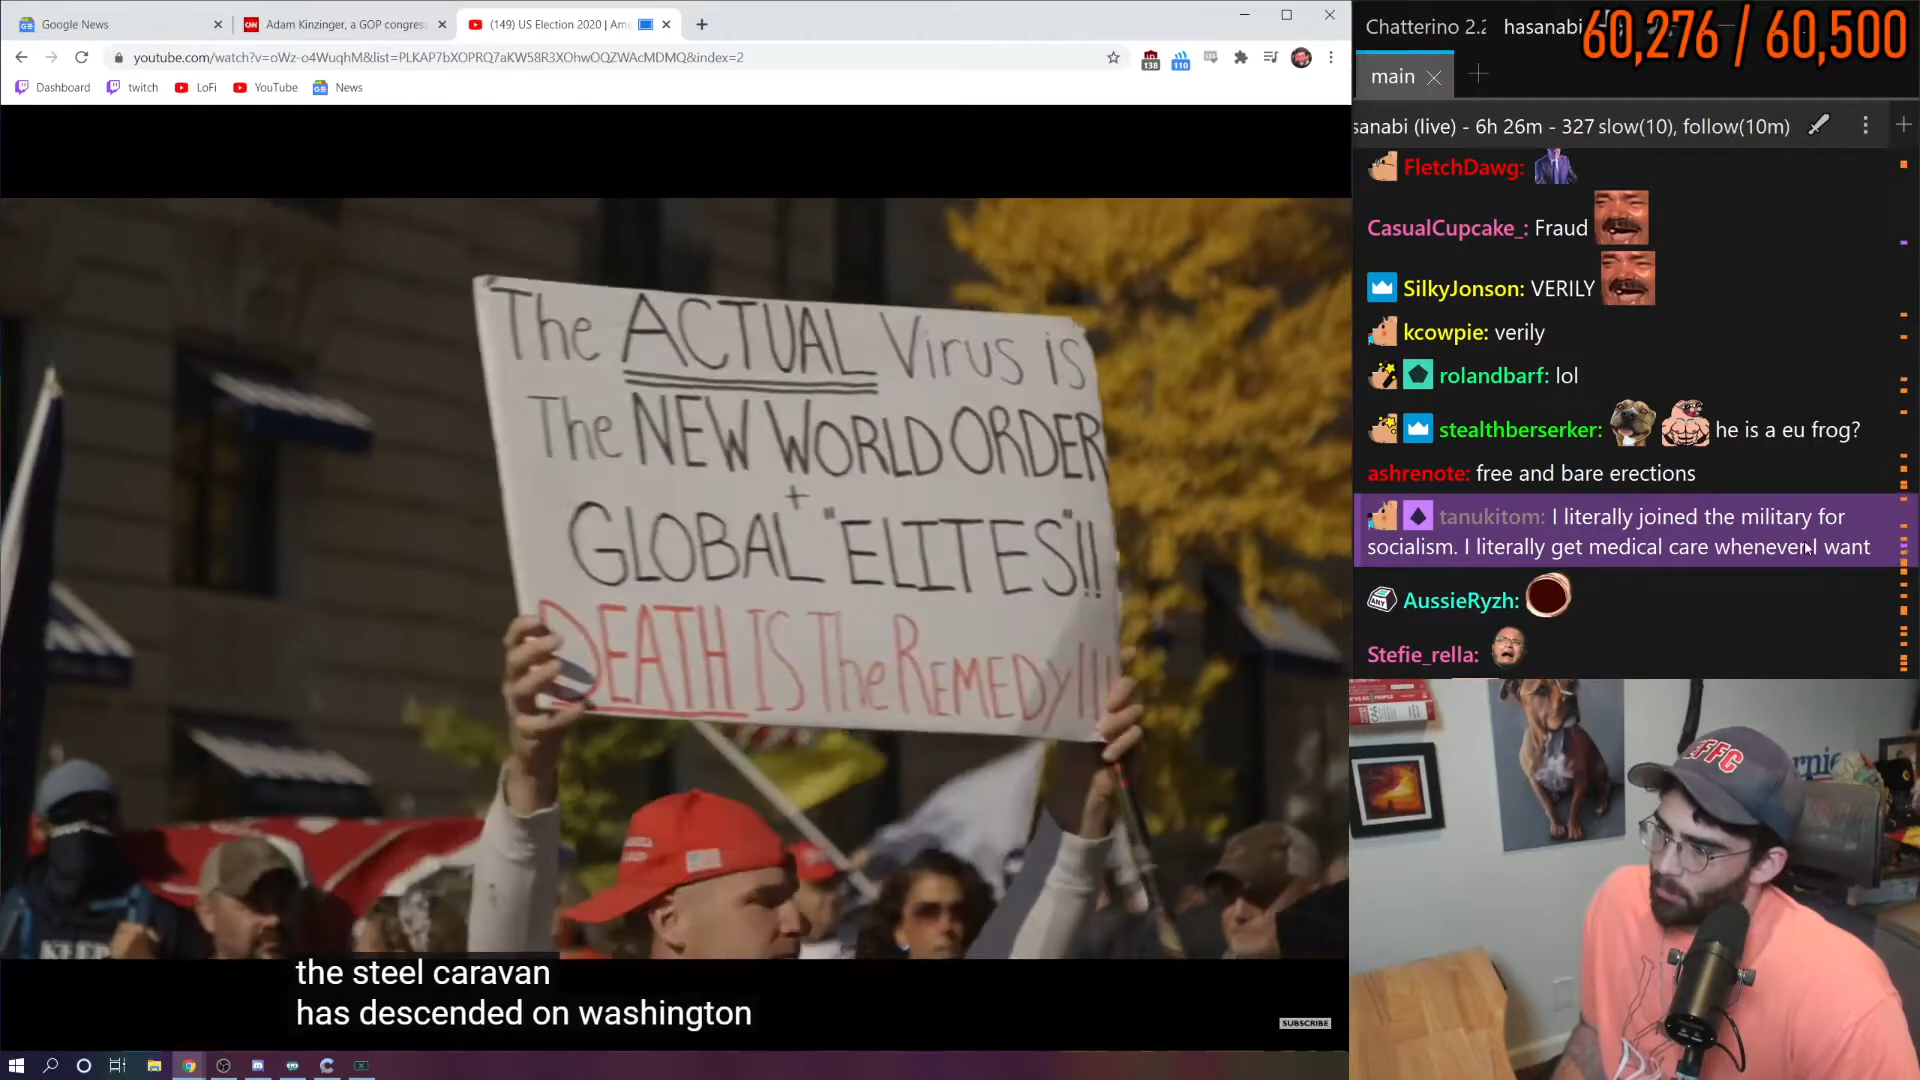 Google News
Adam Kinzinger, a GOP congress
(149) US Election 2020 | Am
youtube.com/watch?v=oWz-o4WuqhM&list=PLKAP7bXOPRQ7aKW58R3XOhwOQZWAcMDMQ&index=2
138
110
Dashboard
twitch
LoFi
YouTube
News
The ACTUAL Virus is
The NEW WORLD ORDER
+
GLOBAL "ELITES"!!
DEATH IS The REMEDY!!!
the steel caravan
has descended on washington
SUBSCRIBE
Chatterino 2.2
hasanabi
60,276 / 60,500
main
sanabi (live) - 6h 26m - 327 slow(10), follow(10m)
FletchDawg:
CasualCupcake_: Fraud
SilkyJonson: VERILY
kcowpie: verily
rolandbarf: lol
stealthberserker: he is a eu frog?
ashrenote: free and bare erections
tanukitom: I literally joined the military for
socialism. I literally get medical care whenever I want
AussieRyzh:
Stefie_rella: